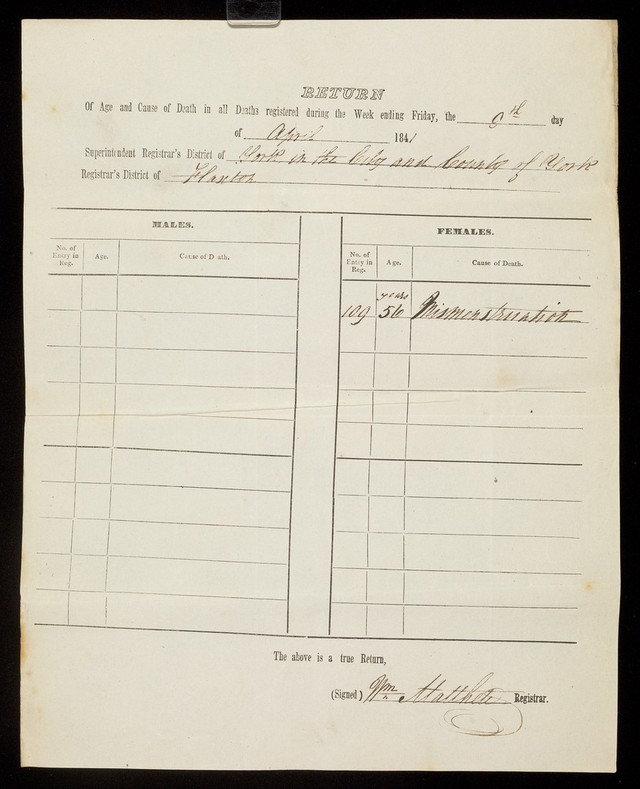 RETURN
Of Age and Cause of Death in all Deaths registered during the Week ending Friday, the 9th day
of April 1841
Superintendent Registrar's District of York in the City and County of York
Registrar's District of Flaxton
MALES.
No. of Entry in Reg. Age. Cause of Death.
FEMALES.
No. of Entry in Reg. Age. Cause of Death.
years
109 56 Mismenstruation
The above is a true Return,
(Signed) Wm Registrar.